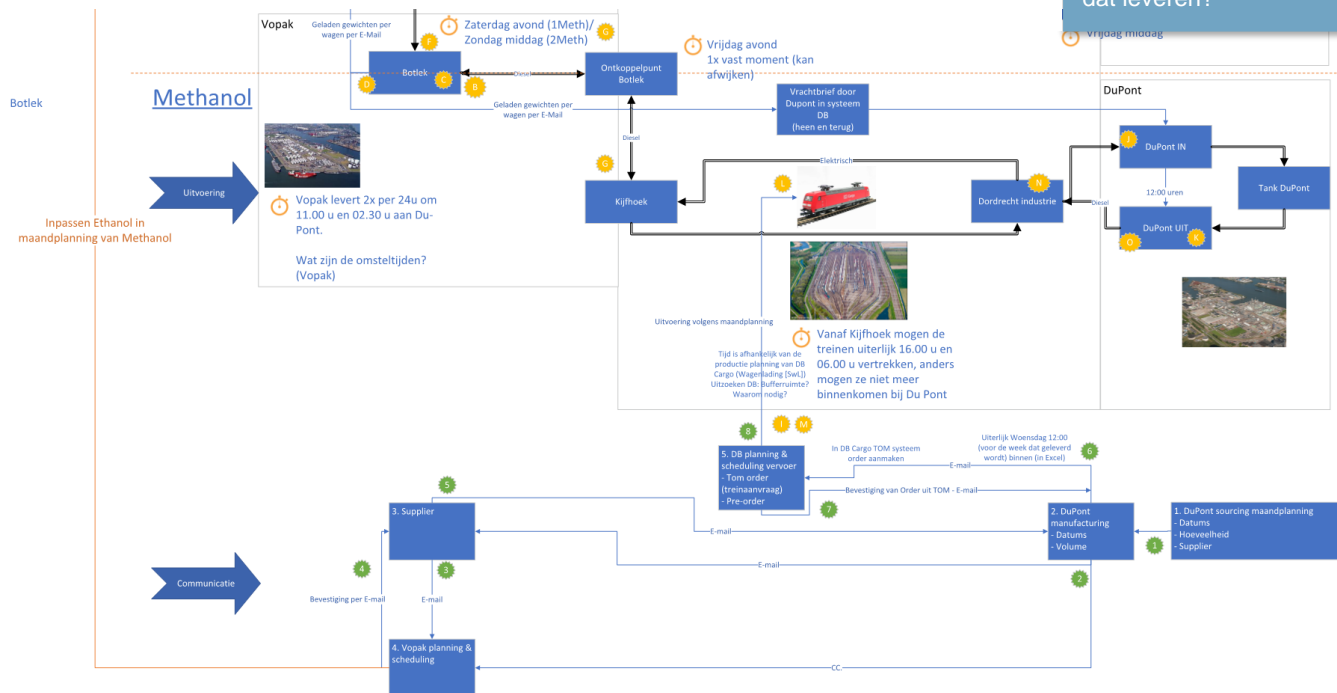 dat leveren?
Vopak
Geladen gewichten per
wagen per E-Mail
Zaterdag avond (1Meth)/
Zondag middag (2Meth)
G
F
Botlek
D
C
B
Diesel
Ontkoppelpunt
Botlek
Vrijdag avond
1x vast moment (kan
afwijken)
Vrijdag middag
Botlek
Methanol
Geladen gewichten per
wagen per E-Mail
Vrachtbrief door
Dupont in systeem
DB
(heen en terug)
DuPont
J
DuPont IN
Diesel
Uitvoering
G
Kijfhoek
Elektrisch
L
N
Dordrecht industrie
Diesel
12:00 uren
Tank DuPont
DuPont UIT
O
K
Vopak levert 2x per 24u om
11.00 u en 02.30 u aan Du-
Pont.
Wat zijn de omsteltijden?
(Vopak)
Inpassen Ethanol in
maandplanning van Methanol
Uitvoering volgens maandplanning
Vanaf Kijfhoek mogen de
treinen uiterlijk 16.00 u en
06.00 u vertrekken, anders
mogen ze niet meer
binnenkomen bij Du Pont
Tijd is afhankelijk van de
productie planning van DB
Cargo (Wagenlading [SwL])
Uitzoeken DB: Bufferruimte?
Waarom nodig?
8
I
M
5. DB planning &
scheduling vervoer
- Tom order
(treinaanvraag)
- Pre-order
In DB Cargo TOM systeem
order aanmaken
Uiterlijk Woensdag 12:00
(voor de week dat geleverd
wordt) binnen (in Excel)
6
E-mail
Bevestiging van Order uit TOM - E-mail
7
5
3. Supplier
E-mail
2. DuPont
manufacturing
- Datums
- Volume
1
1. DuPont sourcing maandplanning
- Datums
- Hoeveelheid
- Supplier
E-mail
Communicatie
4
3
2
Bevestiging per E-mail
E-mail
4. Vopak planning &
scheduling
CC.